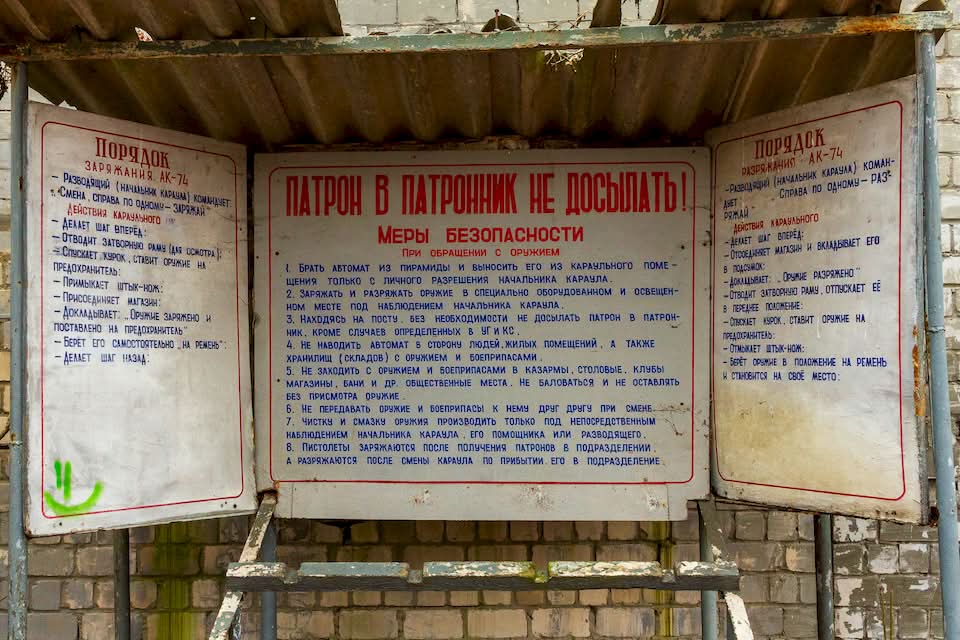 ПОРЯДОК
ЗАРЯЖАНИЯ АК-74
– РАЗВОДЯЩИЙ (НАЧАЛЬНИК КАРАУЛА) КОМАНДУЕТ:
"СМЕНА, СПРАВА ПО ОДНОМУ – ЗАРЯЖАЙ"
ДЕЙСТВИЯ КАРАУЛЬНОГО
– ДЕЛАЕТ ШАГ ВПЕРЁД:
– ОТВОДИТ ЗАТВОРНУЮ РАМУ (ДЛЯ ОСМОТРА):
– СПУСКАЕТ КУРОК, СТАВИТ ОРУЖИЕ НА
ПРЕДОХРАНИТЕЛЬ:
– ПРИМЫКАЕТ ШТЫК-НОЖ:
– ПРИСОЕДИНЯЕТ МАГАЗИН:
– ДОКЛАДЫВАЕТ: „ОРУЖИЕ ЗАРЯЖЕНО И
ПОСТАВЛЕНО НА ПРЕДОХРАНИТЕЛЬ"
– БЕРЁТ ЕГО САМОСТОЯТЕЛЬНО „НА РЕМЕНЬ":
– ДЕЛАЕТ ШАГ НАЗАД:
ПАТРОН В ПАТРОННИК НЕ ДОСЫЛАТЬ!
МЕРЫ БЕЗОПАСНОСТИ
ПРИ ОБРАЩЕНИИ С ОРУЖИЕМ
1. БРАТЬ АВТОМАТ ИЗ ПИРАМИДЫ И ВЫНОСИТЬ ЕГО ИЗ КАРАУЛЬНОГО ПОМЕ-
ЩЕНИЯ ТОЛЬКО С ЛИЧНОГО РАЗРЕШЕНИЯ НАЧАЛЬНИКА КАРАУЛА.
2. ЗАРЯЖАТЬ И РАЗРЯЖАТЬ ОРУЖИЕ В СПЕЦИАЛЬНО ОБОРУДОВАННОМ И ОСВЕЩЕН-
НОМ МЕСТЕ ПОД НАБЛЮДЕНИЕМ НАЧАЛЬНИКА КАРАУЛА.
3. НАХОДЯСЬ НА ПОСТУ, БЕЗ НЕОБХОДИМОСТИ НЕ ДОСЫЛАТЬ ПАТРОН В ПАТРОН-
НИК, КРОМЕ СЛУЧАЕВ ОПРЕДЕЛЕННЫХ В УГ И КС.
4. НЕ НАВОДИТЬ АВТОМАТ В СТОРОНУ ЛЮДЕЙ, ЖИЛЫХ ПОМЕЩЕНИЙ, А ТАКЖЕ
ХРАНИЛИЩ (СКЛАДОВ) С ОРУЖИЕМ И БОЕПРИПАСАМИ.
5. НЕ ЗАХОДИТЬ С ОРУЖИЕМ И БОЕПРИПАСАМИ В КАЗАРМЫ, СТОЛОВЫЕ, КЛУБЫ
МАГАЗИНЫ, БАНИ И ДР. ОБЩЕСТВЕННЫЕ МЕСТА. НЕ БАЛОВАТЬСЯ И НЕ ОСТАВЛЯТЬ
БЕЗ ПРИСМОТРА ОРУЖИЕ.
6. НЕ ПЕРЕДАВАТЬ ОРУЖИЕ И БОЕПРИПАСЫ К НЕМУ ДРУГ ДРУГУ ПРИ СМЕНЕ.
7. ЧИСТКУ И СМАЗКУ ОРУЖИЯ ПРОИЗВОДИТЬ ТОЛЬКО ПОД НЕПОСРЕДСТВЕННЫМ
НАБЛЮДЕНИЕМ НАЧАЛЬНИКА КАРАУЛА, ЕГО ПОМОЩНИКА ИЛИ РАЗВОДЯЩЕГО.
8. ПИСТОЛЕТЫ ЗАРЯЖАЮТСЯ ПОСЛЕ ПОЛУЧЕНИЯ ПАТРОНОВ В ПОДРАЗДЕЛЕНИИ,
А РАЗРЯЖАЮТСЯ ПОСЛЕ СМЕНЫ КАРАУЛА ПО ПРИБЫТИИ ЕГО В ПОДРАЗДЕЛЕНИЕ
ПОРЯДОК
РАЗРЯЖАНИЯ АК-74
– РАЗВОДЯЩИЙ (НАЧАЛЬНИК КАРАУЛА) КОМАН-
ДУЕТ СПРАВА ПО ОДНОМУ – РАЗ-
РЯЖАЙ"
ДЕЙСТВИЯ КАРАУЛЬНОГО
– ДЕЛАЕТ ШАГ ВПЕРЁД:
– ОТСОЕДИНЯЕТ МАГАЗИН И ВКЛАДЫВАЕТ ЕГО
В ПОДСУМОК:
– ДОКЛАДЫВАЕТ: „ОРУЖИЕ РАЗРЯЖЕНО"
– ОТВОДИТ ЗАТВОРНУЮ РАМУ, ОТПУСКАЕТ ЕЁ
В ПЕРЕДНЕЕ ПОЛОЖЕНИЕ:
– СПУСКАЕТ КУРОК, СТАВИТ ОРУЖИЕ НА
ПРЕДОХРАНИТЕЛЬ:
– ОТМЫКАЕТ ШТЫК-НОЖ:
– БЕРЁТ ОРУЖИЕ В ПОЛОЖЕНИЕ НА РЕМЕНЬ
И СТАНОВИТСЯ НА СВОЁ МЕСТО: